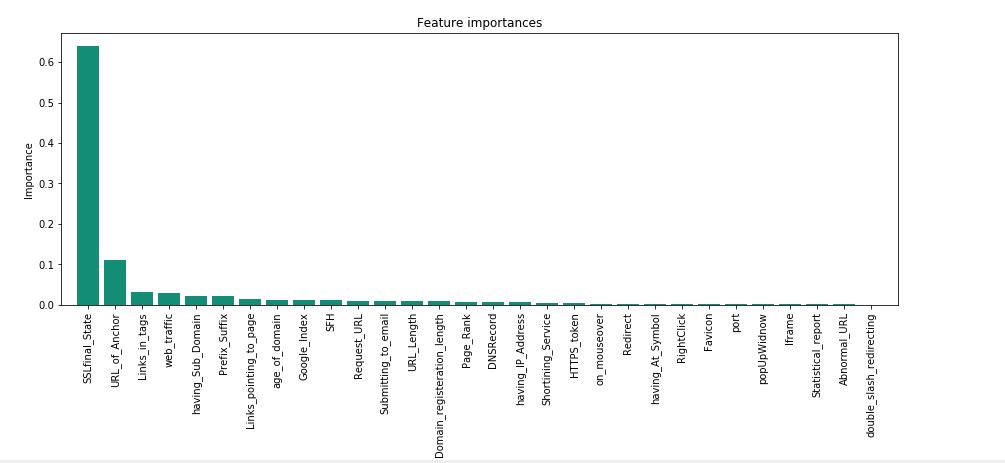 Feature importances
Importance
0.6
0.5
0.4
0.3
0.2
0.1
0.0
SSLfinal_State
URL_of_Anchor
Links_in_tags
web_traffic
having_Sub_Domain
Prefix_Suffix
Links_pointing_to_page
age_of_domain
Google_Index
SFH
Request_URL
Submitting_to_email
URL_Length
Domain_registeration_length
Page_Rank
DNSRecord
having_IP_Address
Shortining_Service
HTTPS_token
on_mouseover
Redirect
having_At_Symbol
RightClick
Favicon
port
popUpWidnow
Iframe
Statistical_report
Abnormal_URL
double_slash_redirecting